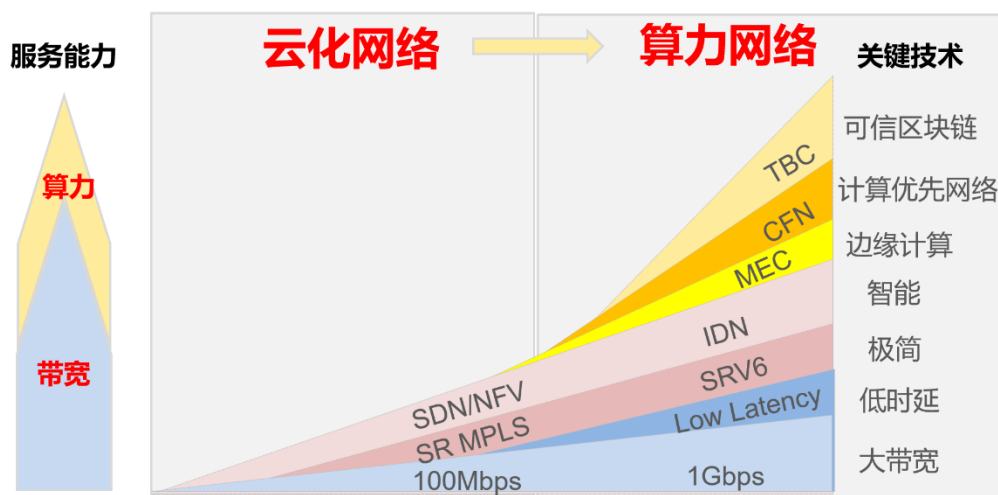 服务能力
云化网络
算力网络
关键技术
算力
带宽
TBC
CFN
MEC
IDN
SRV6
Low Latency
1Gbps
SDN/NFV
SR MPLS
100Mbps
可信区块链
计算优先网络
边缘计算
智能
极简
低时延
大带宽